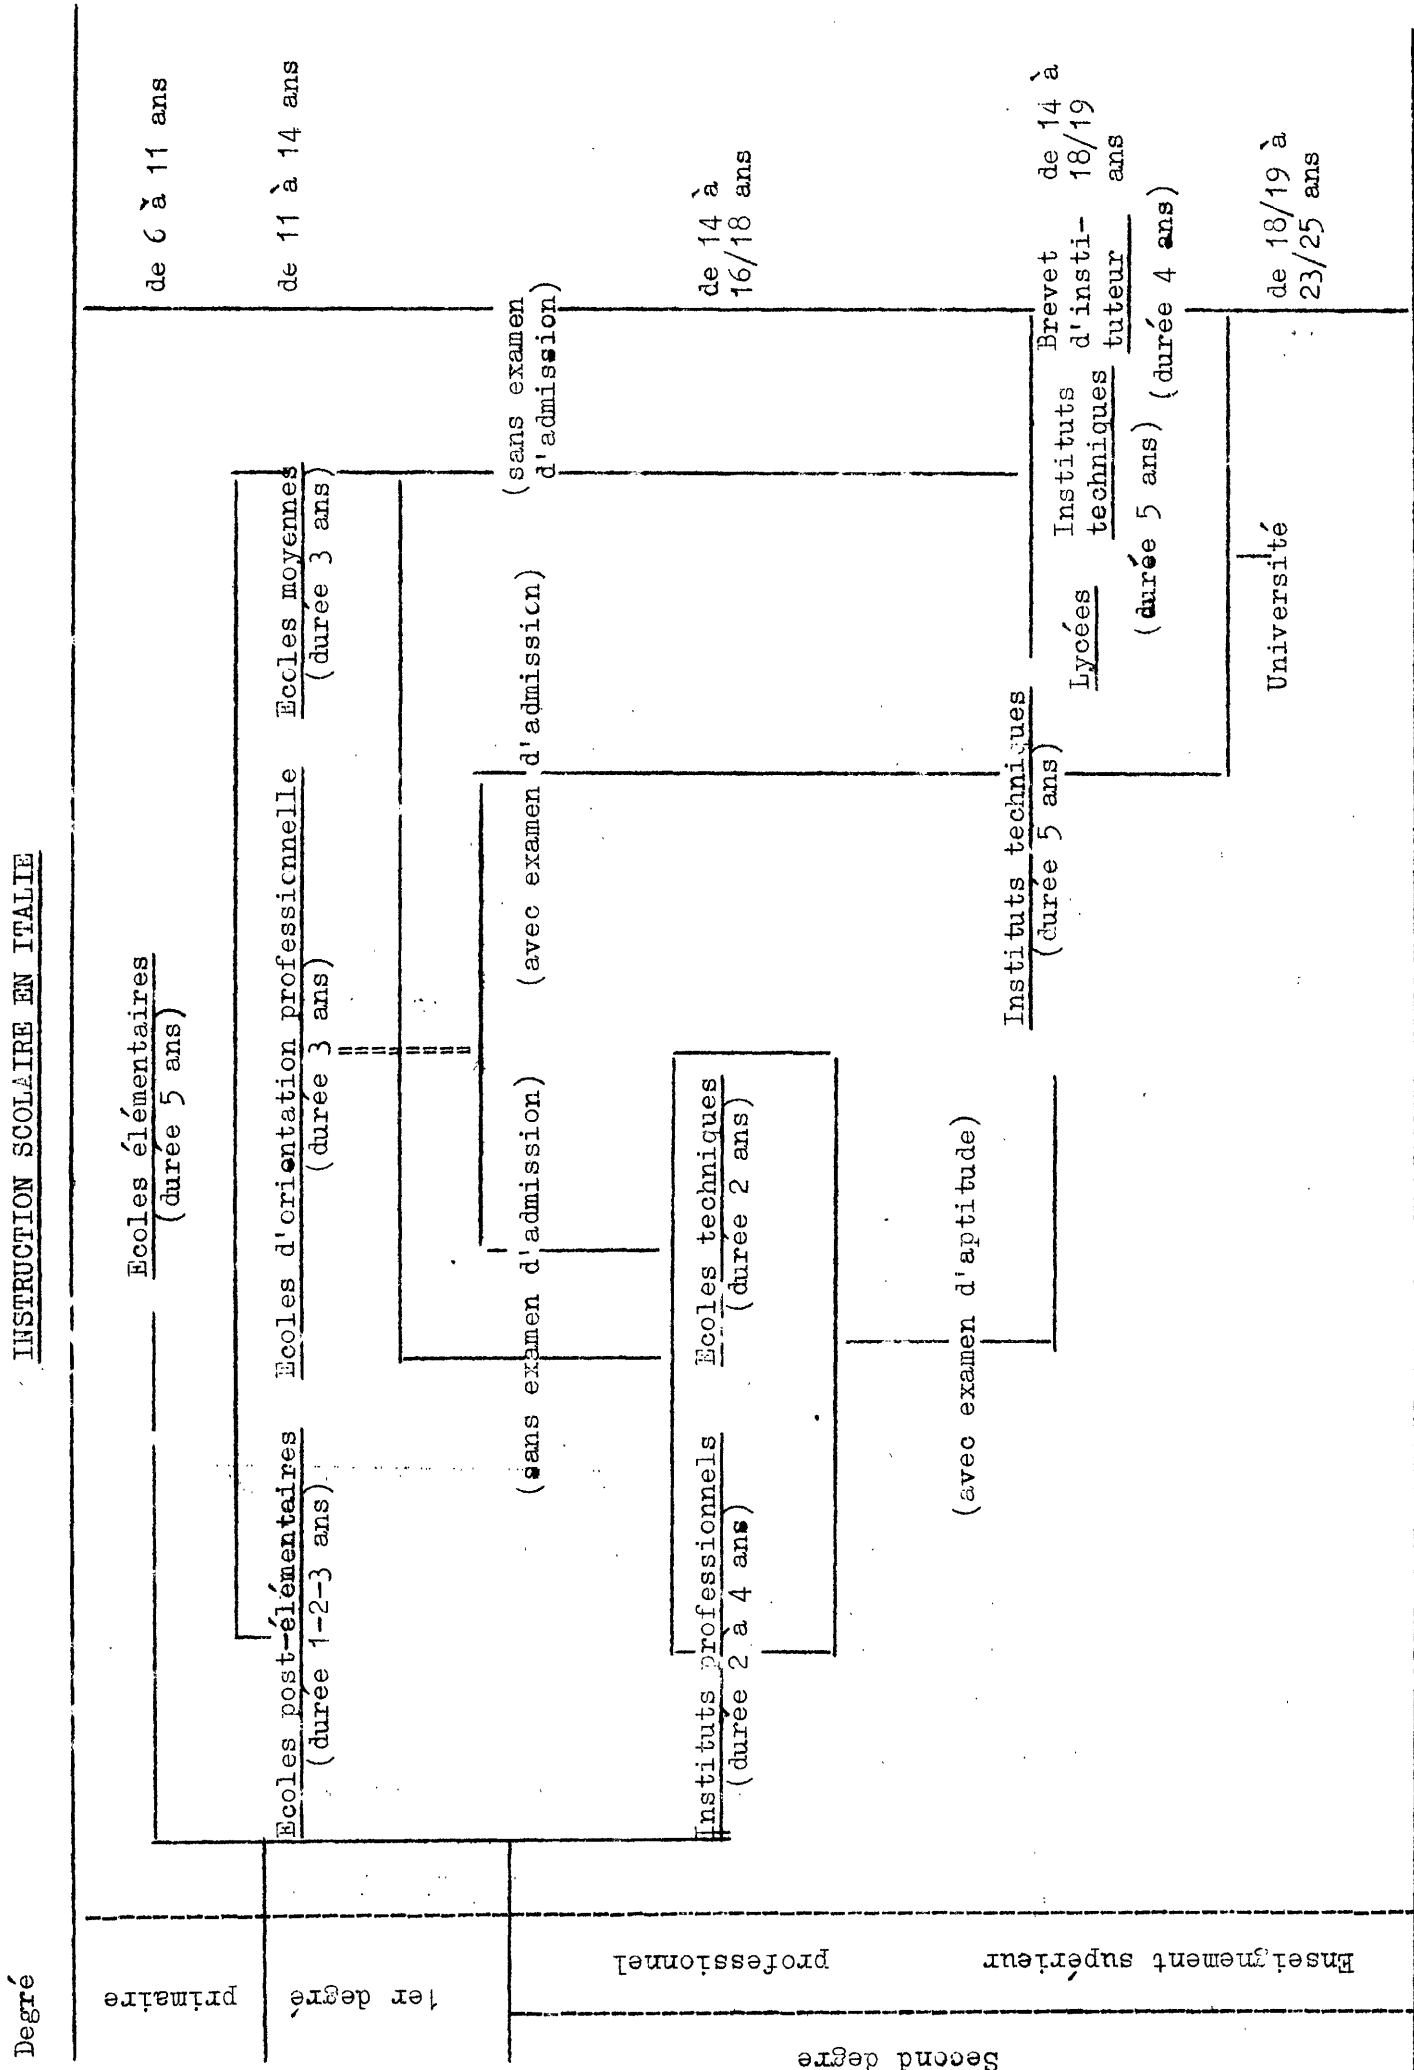 INSTRUCTION SCOLAIRE EN ITALIE
Degré
primaire
Ecoles élémentaires
(durée 5 ans)
de 6 à 11 ans
1er degré
Ecoles post-élémentaires
(durée 1-2-3 ans)
Ecoles d'orientation professionnelle
(durée 3 ans)
Ecoles moyennes
(durée 3 ans)
de 11 à 14 ans
(sans examen d'admission)
(avec examen d'admission)
(sans examen
d'admission)
Second degre
professionnel
Instituts professionnels
(durée 2 à 4 ans)
Ecoles techniques
(durée 2 ans)
de 14 à
16/18 ans
(avec examen d'aptitude)
Enseignement supérieur
Instituts techniques
(durée 5 ans)
Lycées
Instituts
techniques
(durée 5 ans)
Brevet
d'insti-
tuteur
(durée 4 ans)
de 14 à
18/19
ans
Université
de 18/19 à
23/25 ans